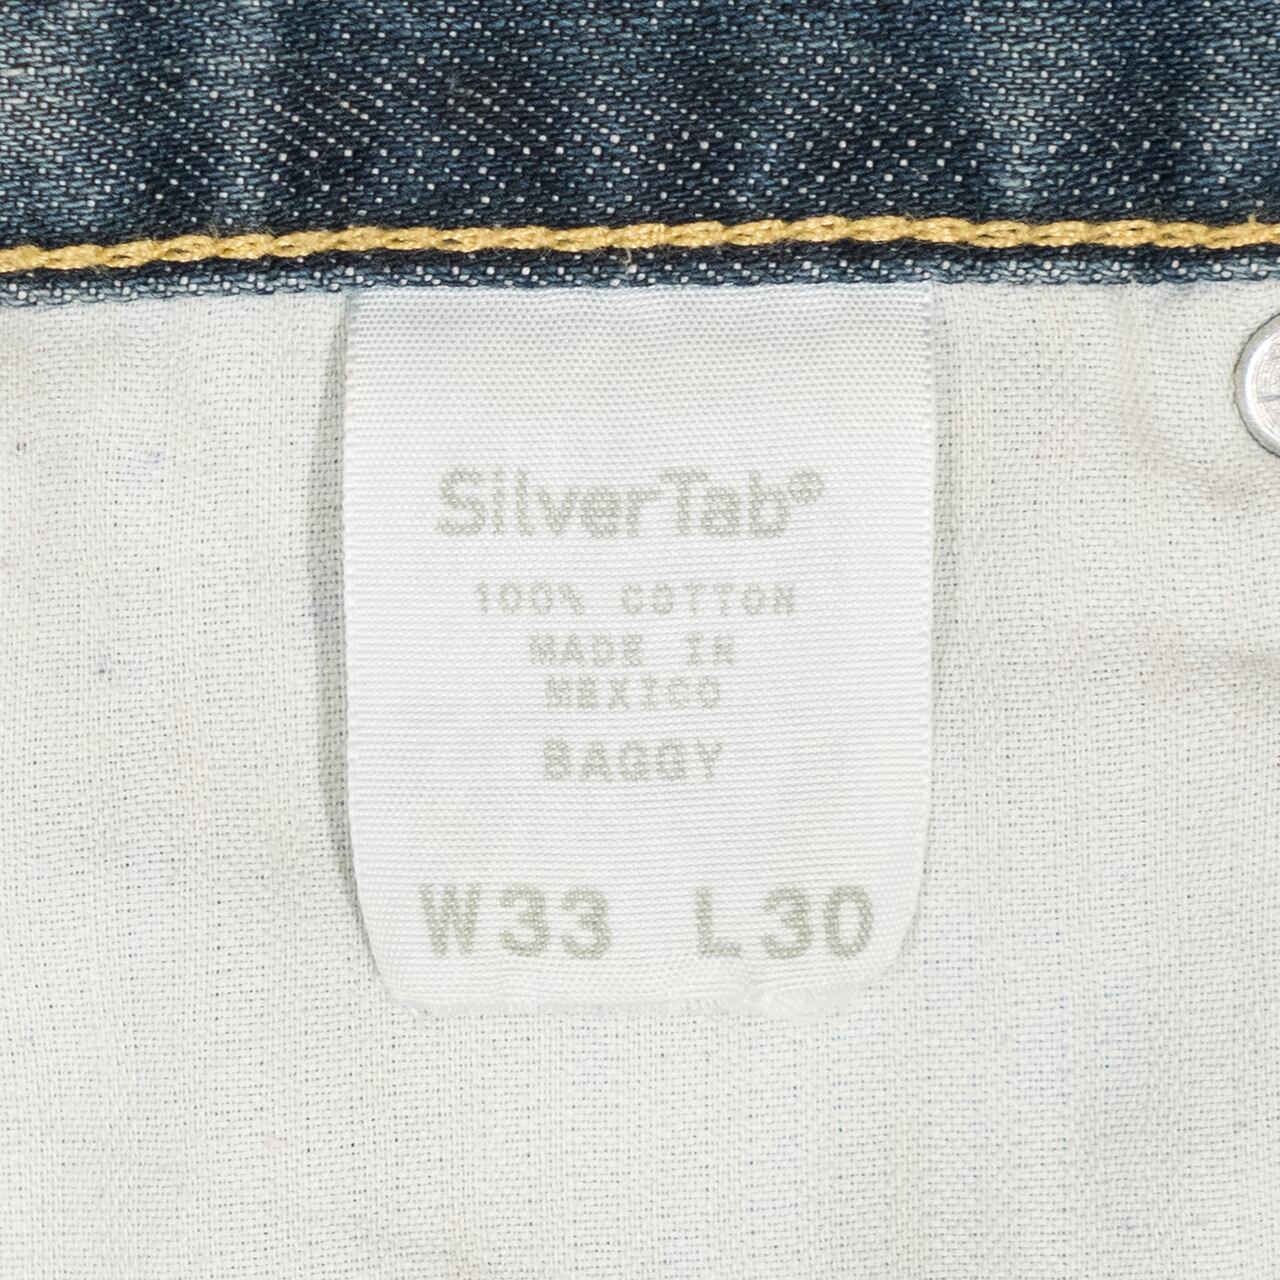 SilverTab®
100% COTTON
MADE IN
MEXICO
BAGGY
W33 L30